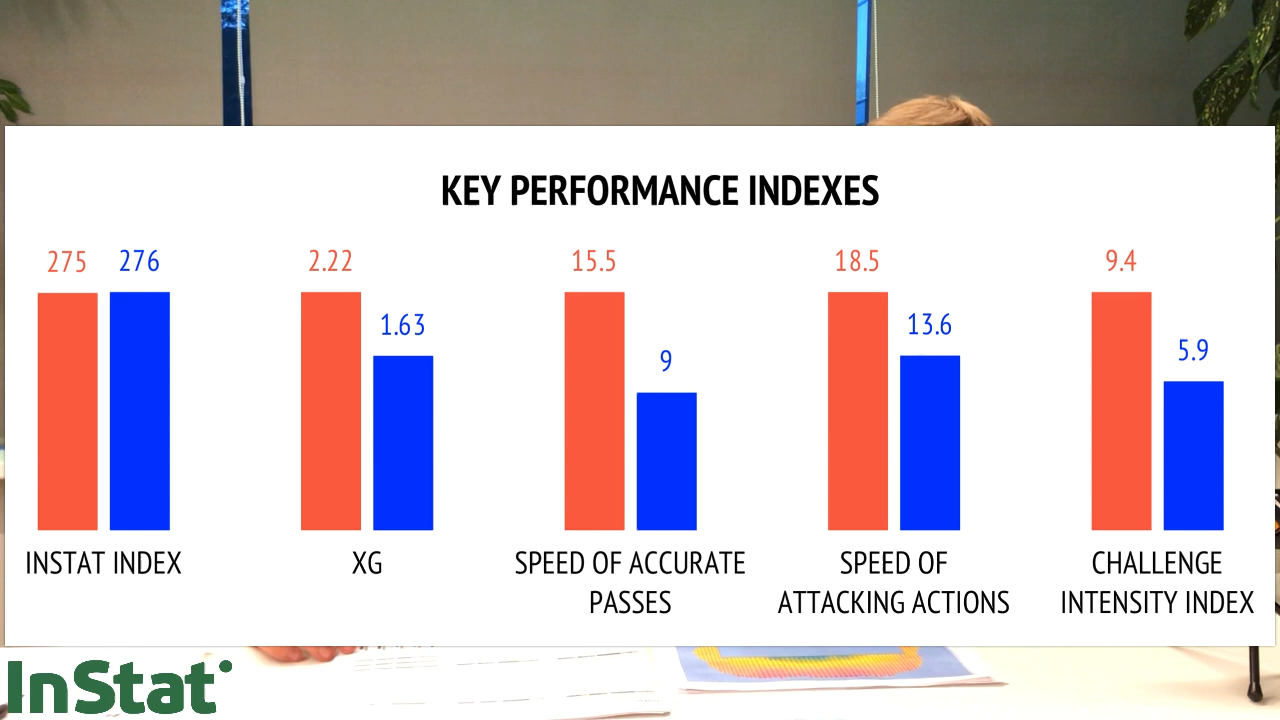 KEY PERFORMANCE INDEXES
275 276
2.22
1.63
15.5
9
18.5
13.6
9.4
5.9
INSTAT INDEX
XG
SPEED OF ACCURATE
PASSES
SPEED OF
ATTACKING ACTIONS
CHALLENGE
INTENSITY INDEX
InStat